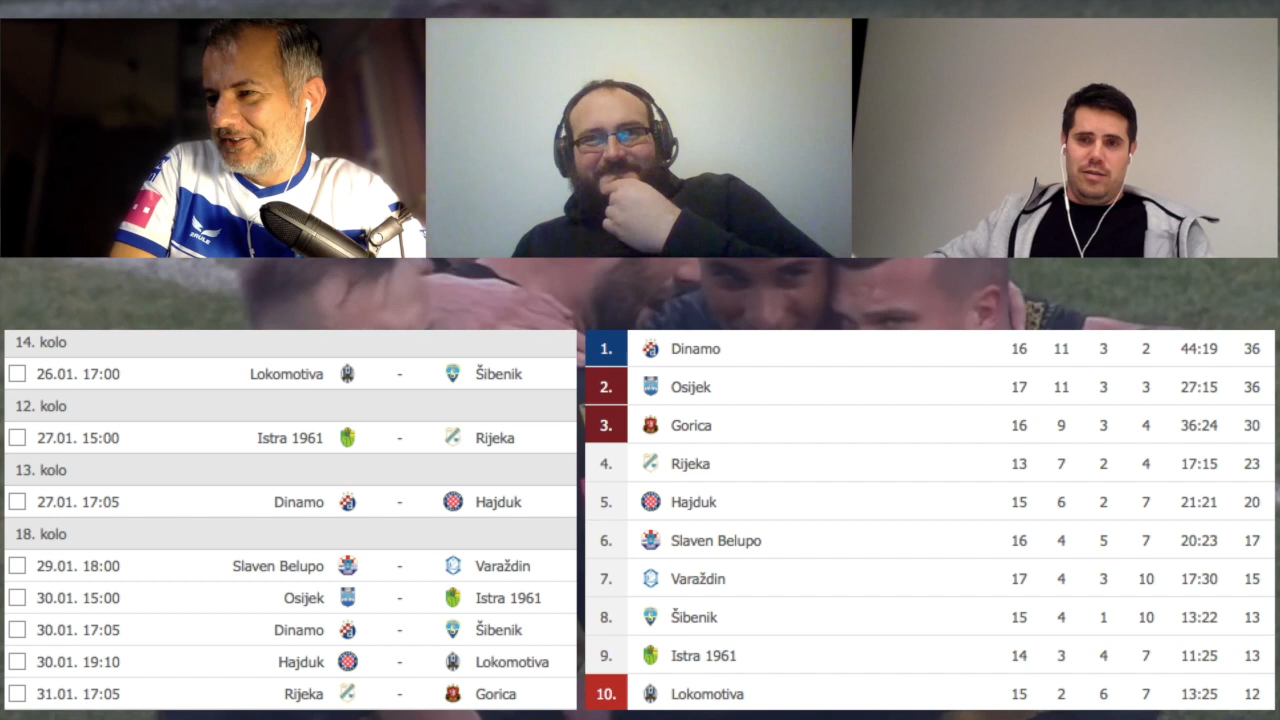 2RULE
14. kolo
26.01. 17:00 Lokomotiva - Šibenik
12. kolo
27.01. 15:00 Istra 1961 - Rijeka
13. kolo
27.01. 17:05 Dinamo - Hajduk
18. kolo
29.01. 18:00 Slaven Belupo - Varaždin
30.01. 15:00 Osijek - Istra 1961
30.01. 17:05 Dinamo - Šibenik
30.01. 19:10 Hajduk - Lokomotiva
31.01. 17:05 Rijeka - Gorica
1. Dinamo 16 11 3 2 44:19 36
2. Osijek 17 11 3 3 27:15 36
3. Gorica 16 9 3 4 36:24 30
4. Rijeka 13 7 2 4 17:15 23
5. Hajduk 15 6 2 7 21:21 20
6. Slaven Belupo 16 4 5 7 20:23 17
7. Varaždin 17 4 3 10 17:30 15
8. Šibenik 15 4 1 10 13:22 13
9. Istra 1961 14 3 4 7 11:25 13
10. Lokomotiva 15 2 6 7 13:25 12